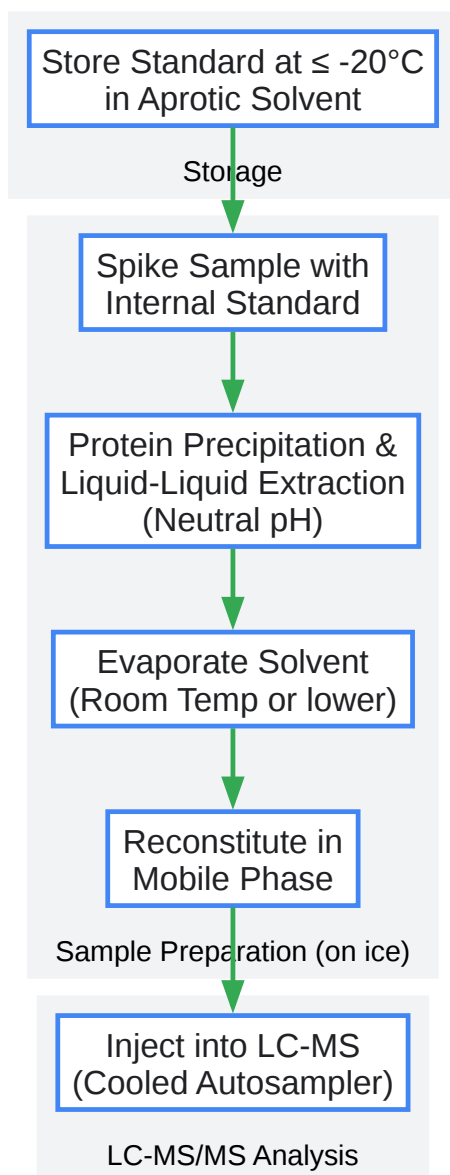 Store Standard at ≤ -20°C
in Aprotic Solvent
Storage
Spike Sample with
Internal Standard
Protein Precipitation &
Liquid-Liquid Extraction
(Neutral pH)
Evaporate Solvent
(Room Temp or lower)
Reconstitute in
Mobile Phase
Sample Preparation (on ice)
Inject into LC-MS
(Cooled Autosampler)
LC-MS/MS Analysis